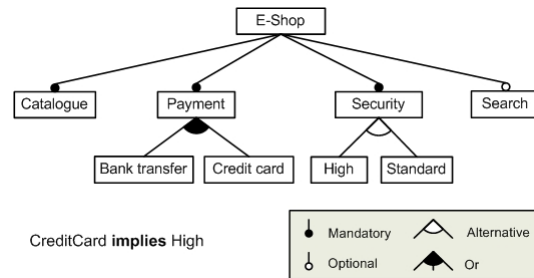 E-Shop
Catalogue Payment Security Search
Bank transfer Credit card High Standard
CreditCard implies High
Mandatory Alternative
Optional Or